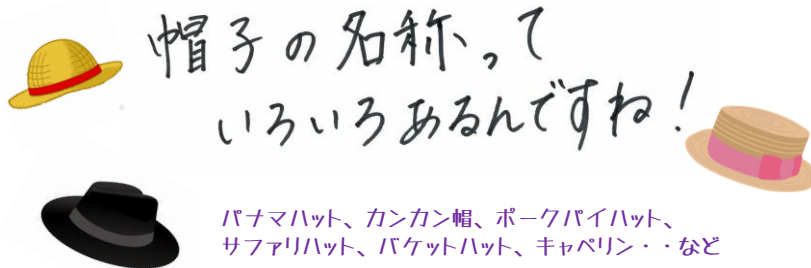 帽子の名称って
いろいろあるんですね!
パナマハット、カンカン帽、ポークパイハット、
サファリハット、バケットハット、キャペリン・・など